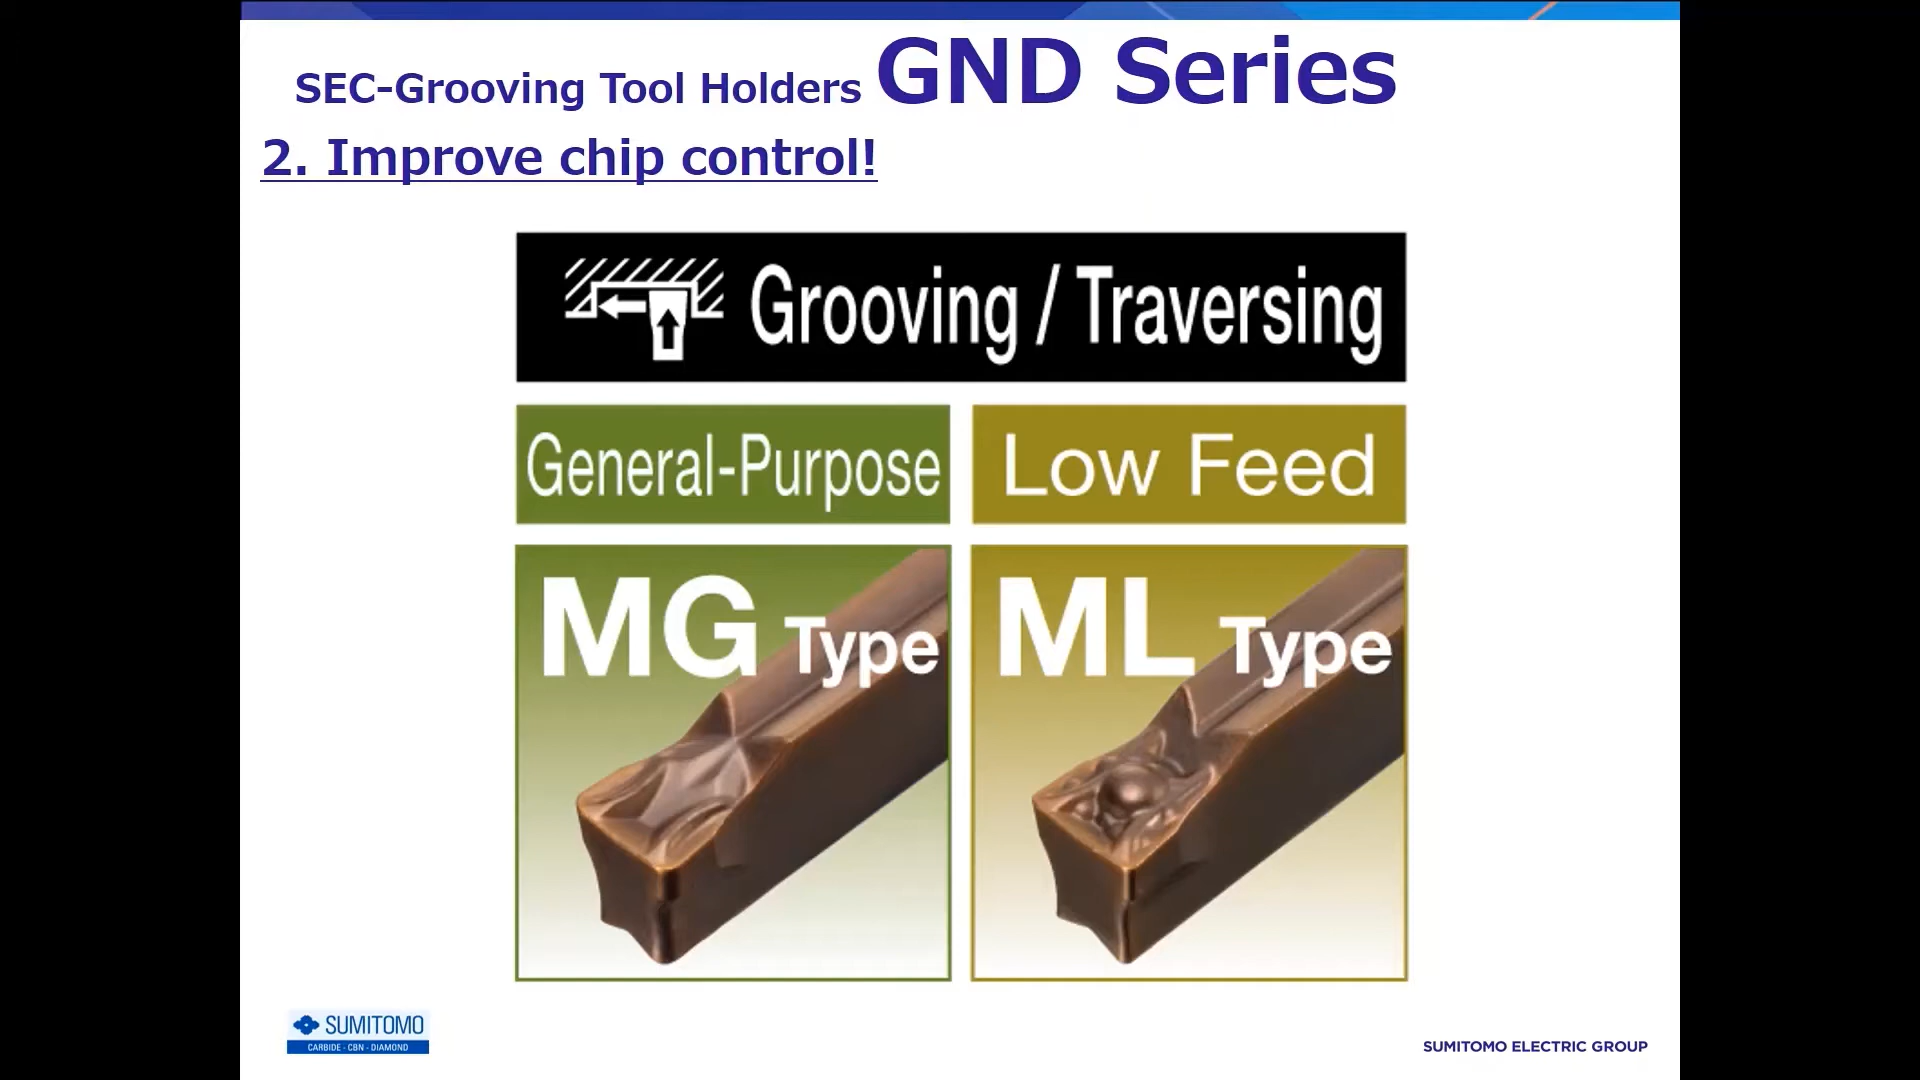 SEC-Grooving Tool Holders GND Series
2. Improve chip control!
Grooving / Traversing
General-Purpose
Low Feed
MG Type
ML Type
SUMITOMO
CARBIDE - CBN - DIAMOND
SUMITOMO ELECTRIC GROUP